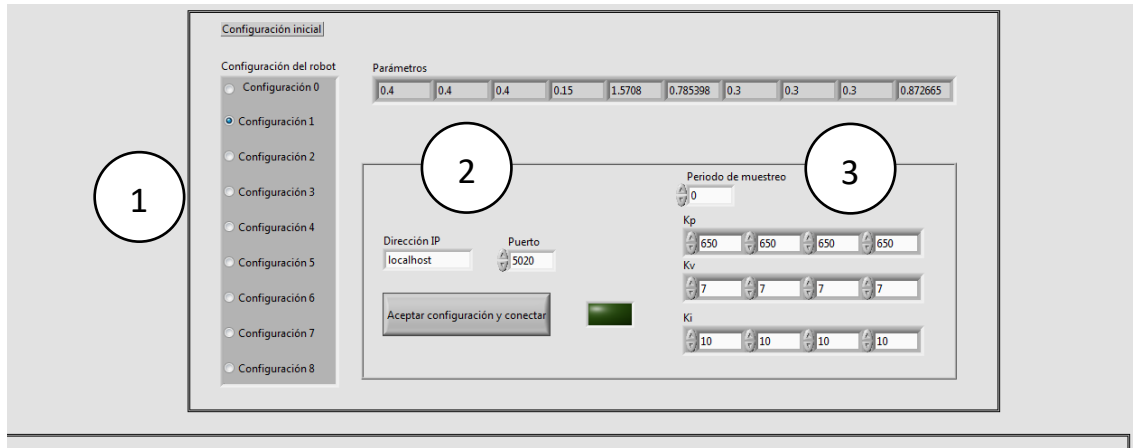 Configuración inicial
Configuración del robot
Configuración 0
Configuración 1
Configuración 2
Configuración 3
Configuración 4
Configuración 5
Configuración 6
Configuración 7
Configuración 8
1
Parámetros
0.4 0.4 0.4 0.15 1.5708 0.785398 0.3 0.3 0.3 0.872665
2
Dirección IP Puerto
localhost 5020
Aceptar configuración y conectar
3
Periodo de muestreo
0
Kp
650 650 650 650
Kv
7 7 7 7
Ki
10 10 10 10